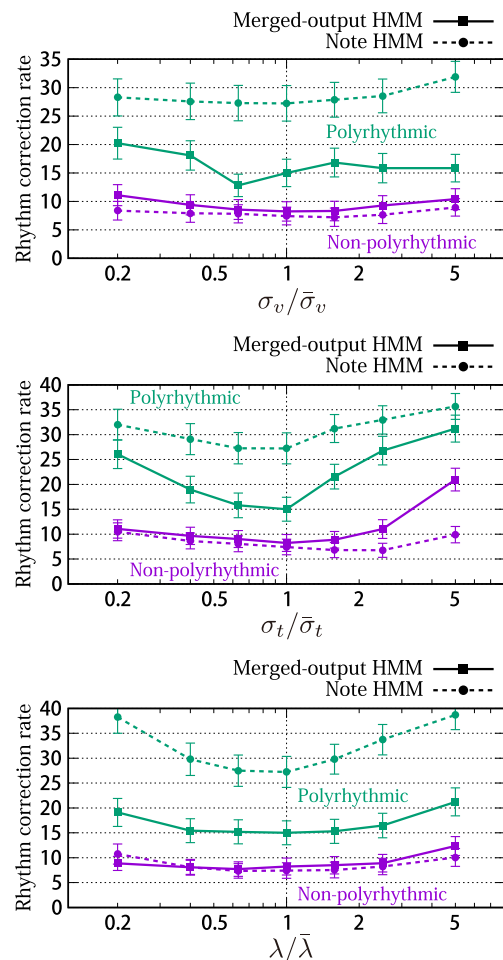 Merged-output HMM
Note HMM
Rhythm correction rate
35
30
25
20
15
10
5
0
Polyrhythmic
Non-polyrhythmic
0.2 0.5 1 2 5
σ_v/σ̄_v
Merged-output HMM
Note HMM
Rhythm correction rate
40
35
30
25
20
15
10
5
0
Polyrhythmic
Non-polyrhythmic
0.2 0.5 1 2 5
σ_t/σ̄_t
Merged-output HMM
Note HMM
Rhythm correction rate
40
35
30
25
20
15
10
5
0
Polyrhythmic
Non-polyrhythmic
0.2 0.5 1 2 5
λ/λ̄